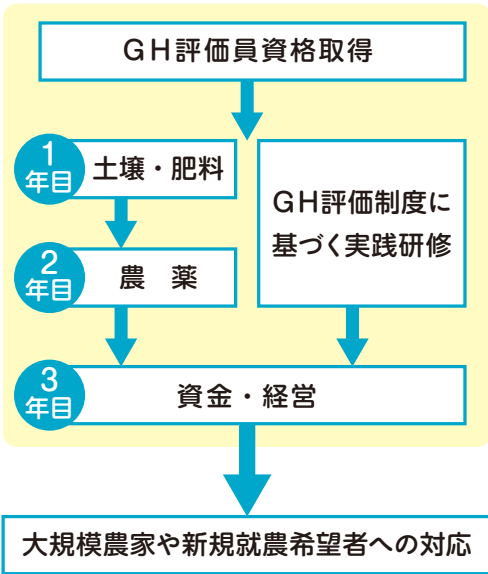 GH評価員資格取得
1
年目
土壌・肥料
GH評価制度に
基づく実践研修
2
年目
農　薬
3
年目
資金・経営
大規模農家や新規就農希望者への対応